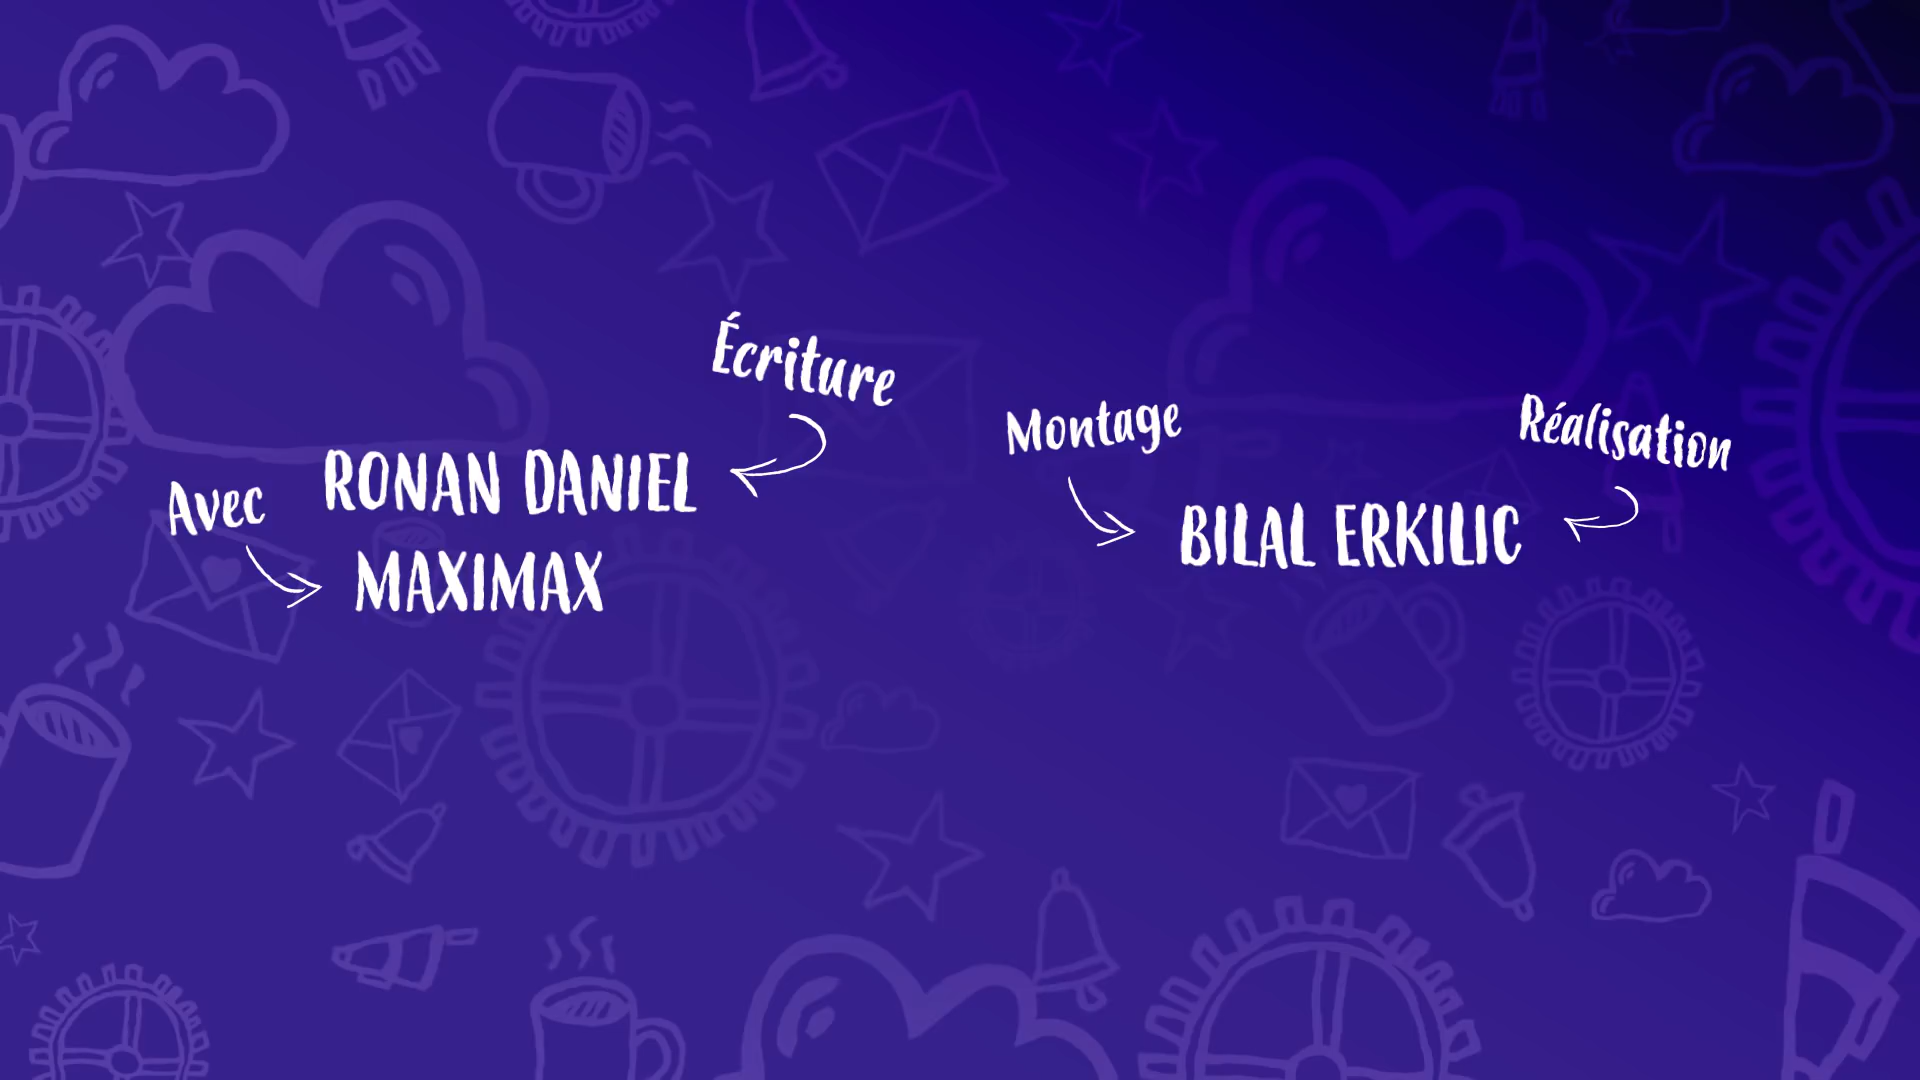 Écriture
Avec
RONAN DANIEL
MAXIMAX
Montage
Réalisation
BILAL ERKILIC